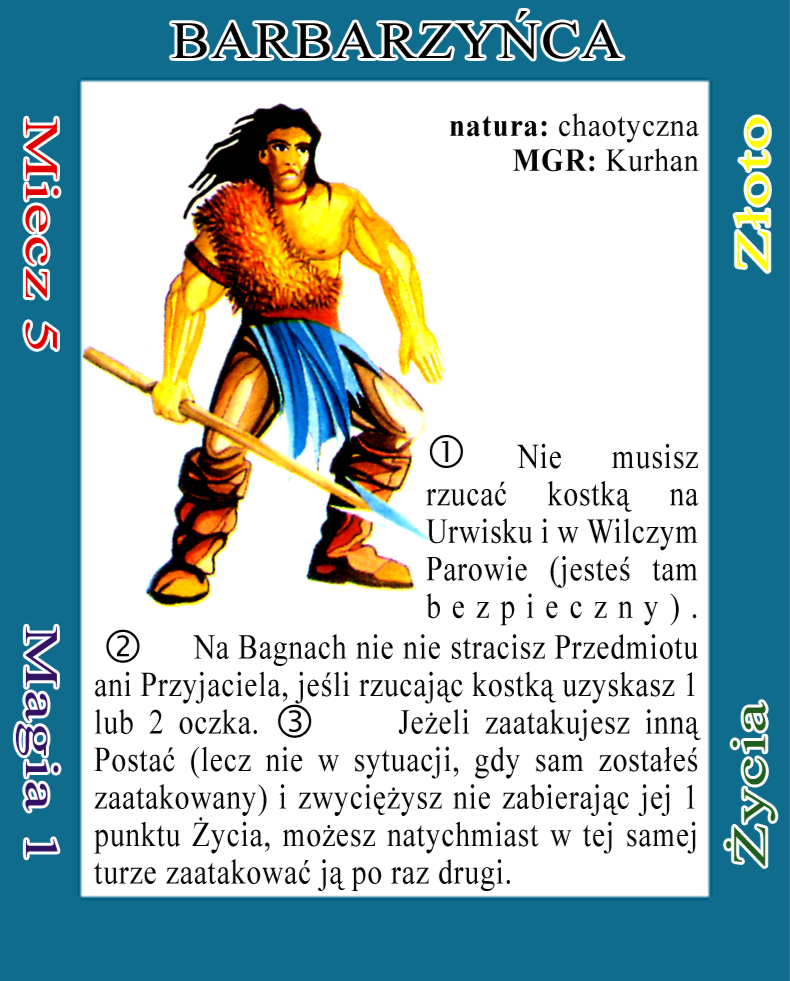 BARBARZYŃCA
natura: chaotyczna
MGR: Kurhan
Miecz 5
Magia 1
Złoto
Życia
① Nie musisz
rzucać kostką na
Urwisku i w Wilczym
Parowie (jesteś tam
bezpieczny).
② Na Bagnach nie nie stracisz Przedmiotu
ani Przyjaciela, jeśli rzucając kostką uzyskasz 1
lub 2 oczka. ③ Jeżeli zaatakujesz inną
Postać (lecz nie w sytuacji, gdy sam zostałeś
zaatakowany) i zwyciężysz nie zabierając jej 1
punktu Życia, możesz natychmiast w tej samej
turze zaatakować ją po raz drugi.